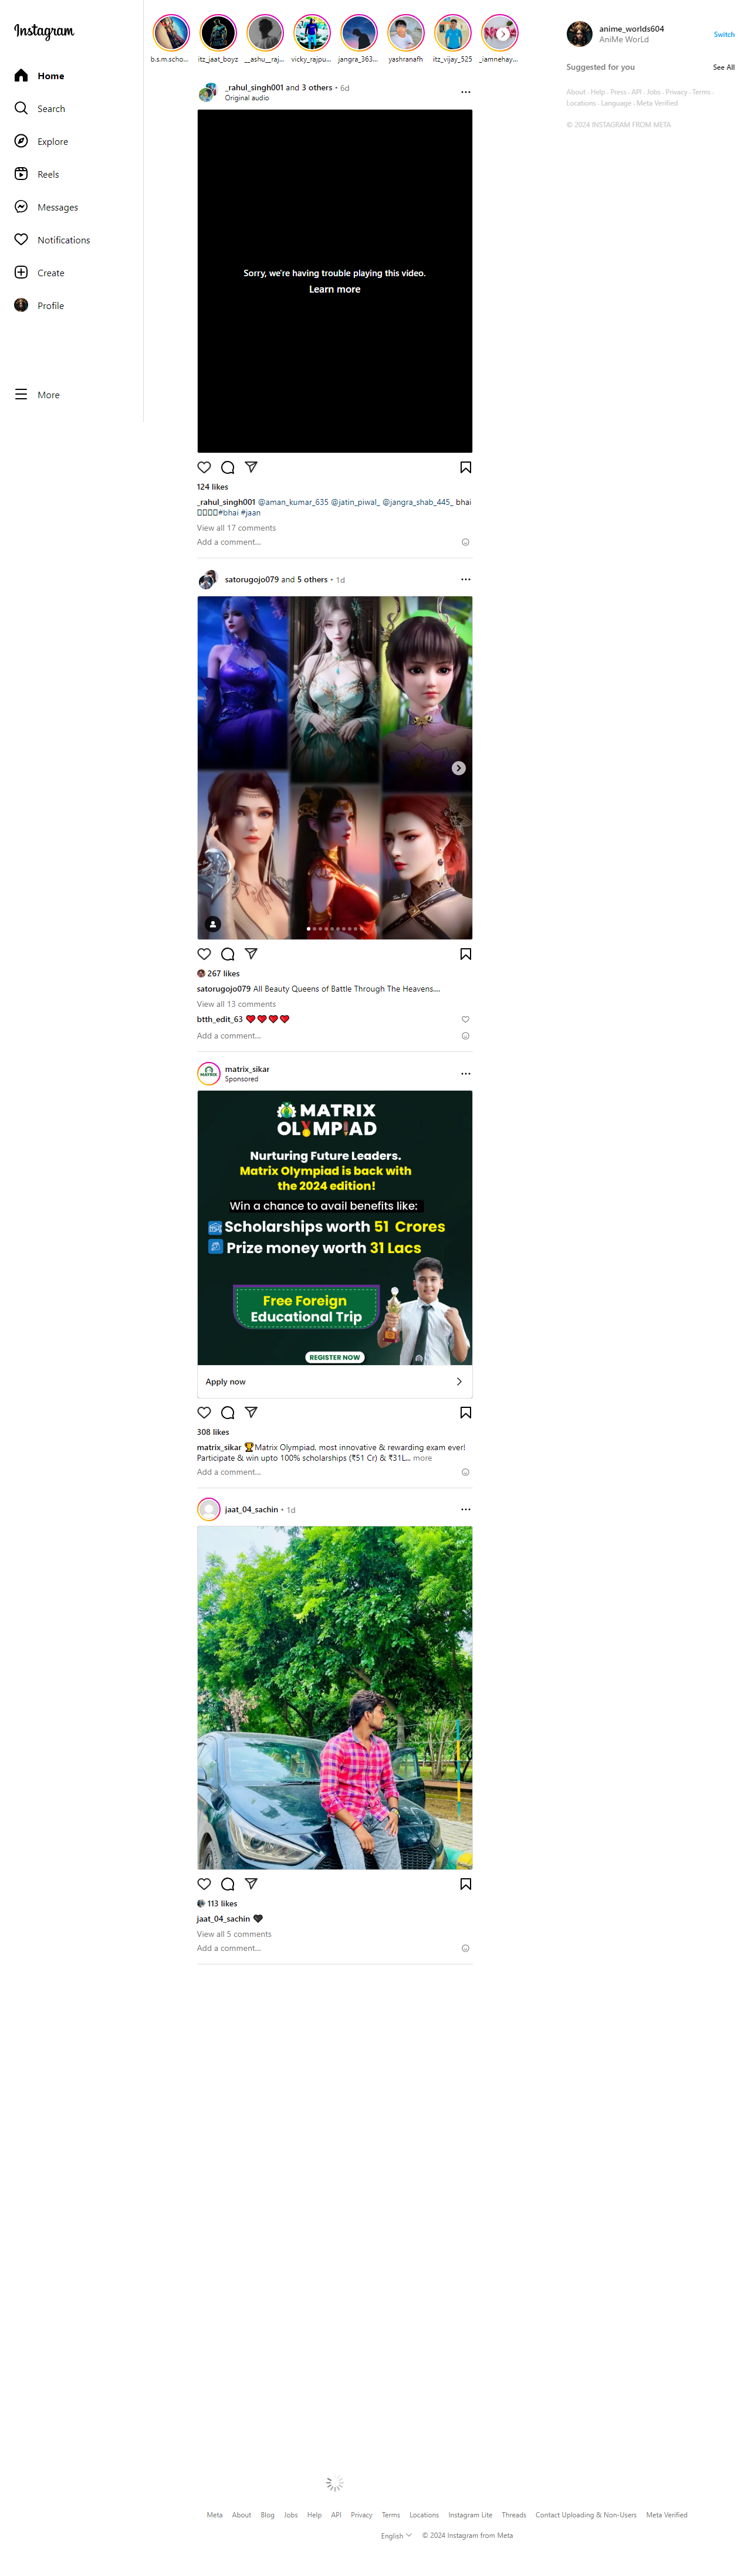 Instagram
Home
Search
Explore
Reels
Messages
Notifications
Create
Profile
More
b.s.m.scho... itz_jaat_boyz __ashu__raj... vicky_rajpu... jangra_363... yashranafh itz_vijay_525 _iamnehay...
anime_worlds604
AniMe WorLd
Switch
Suggested for you
See All
About · Help · Press · API · Jobs · Privacy · Terms ·
Locations · Language · Meta Verified
© 2024 INSTAGRAM FROM META
_rahul_singh001 and 3 others • 6d
Original audio
Sorry, we're having trouble playing this video.
Learn more
124 likes
_rahul_singh001 @aman_kumar_635 @jatin_piwal_ @jangra_shab_445_ bhai
#bhai #jaan
View all 17 comments
Add a comment...
satorugojo079 and 5 others • 1d
267 likes
satorugojo079 All Beauty Queens of Battle Through The Heavens....
View all 13 comments
btth_edit_63 ❤️❤️❤️❤️
Add a comment...
matrix_sikar
Sponsored
MATRIX
MATRIX
OLYMPIAD
Nurturing Future Leaders.
Matrix Olympiad is back with
the 2024 edition!
Win a chance to avail benefits like:
Scholarships worth 51 Crores
Prize money worth 31 Lacs
Free Foreign
Educational Trip
REGISTER NOW
Apply now
308 likes
matrix_sikar 🏆Matrix Olympiad, most innovative & rewarding exam ever!
Participate & win upto 100% scholarships (₹51 Cr) & ₹31L... more
Add a comment...
jaat_04_sachin • 1d
113 likes
jaat_04_sachin 🖤
View all 5 comments
Add a comment...
Meta About Blog Jobs Help API Privacy Terms Locations Instagram Lite Threads Contact Uploading & Non-Users Meta Verified
English © 2024 Instagram from Meta